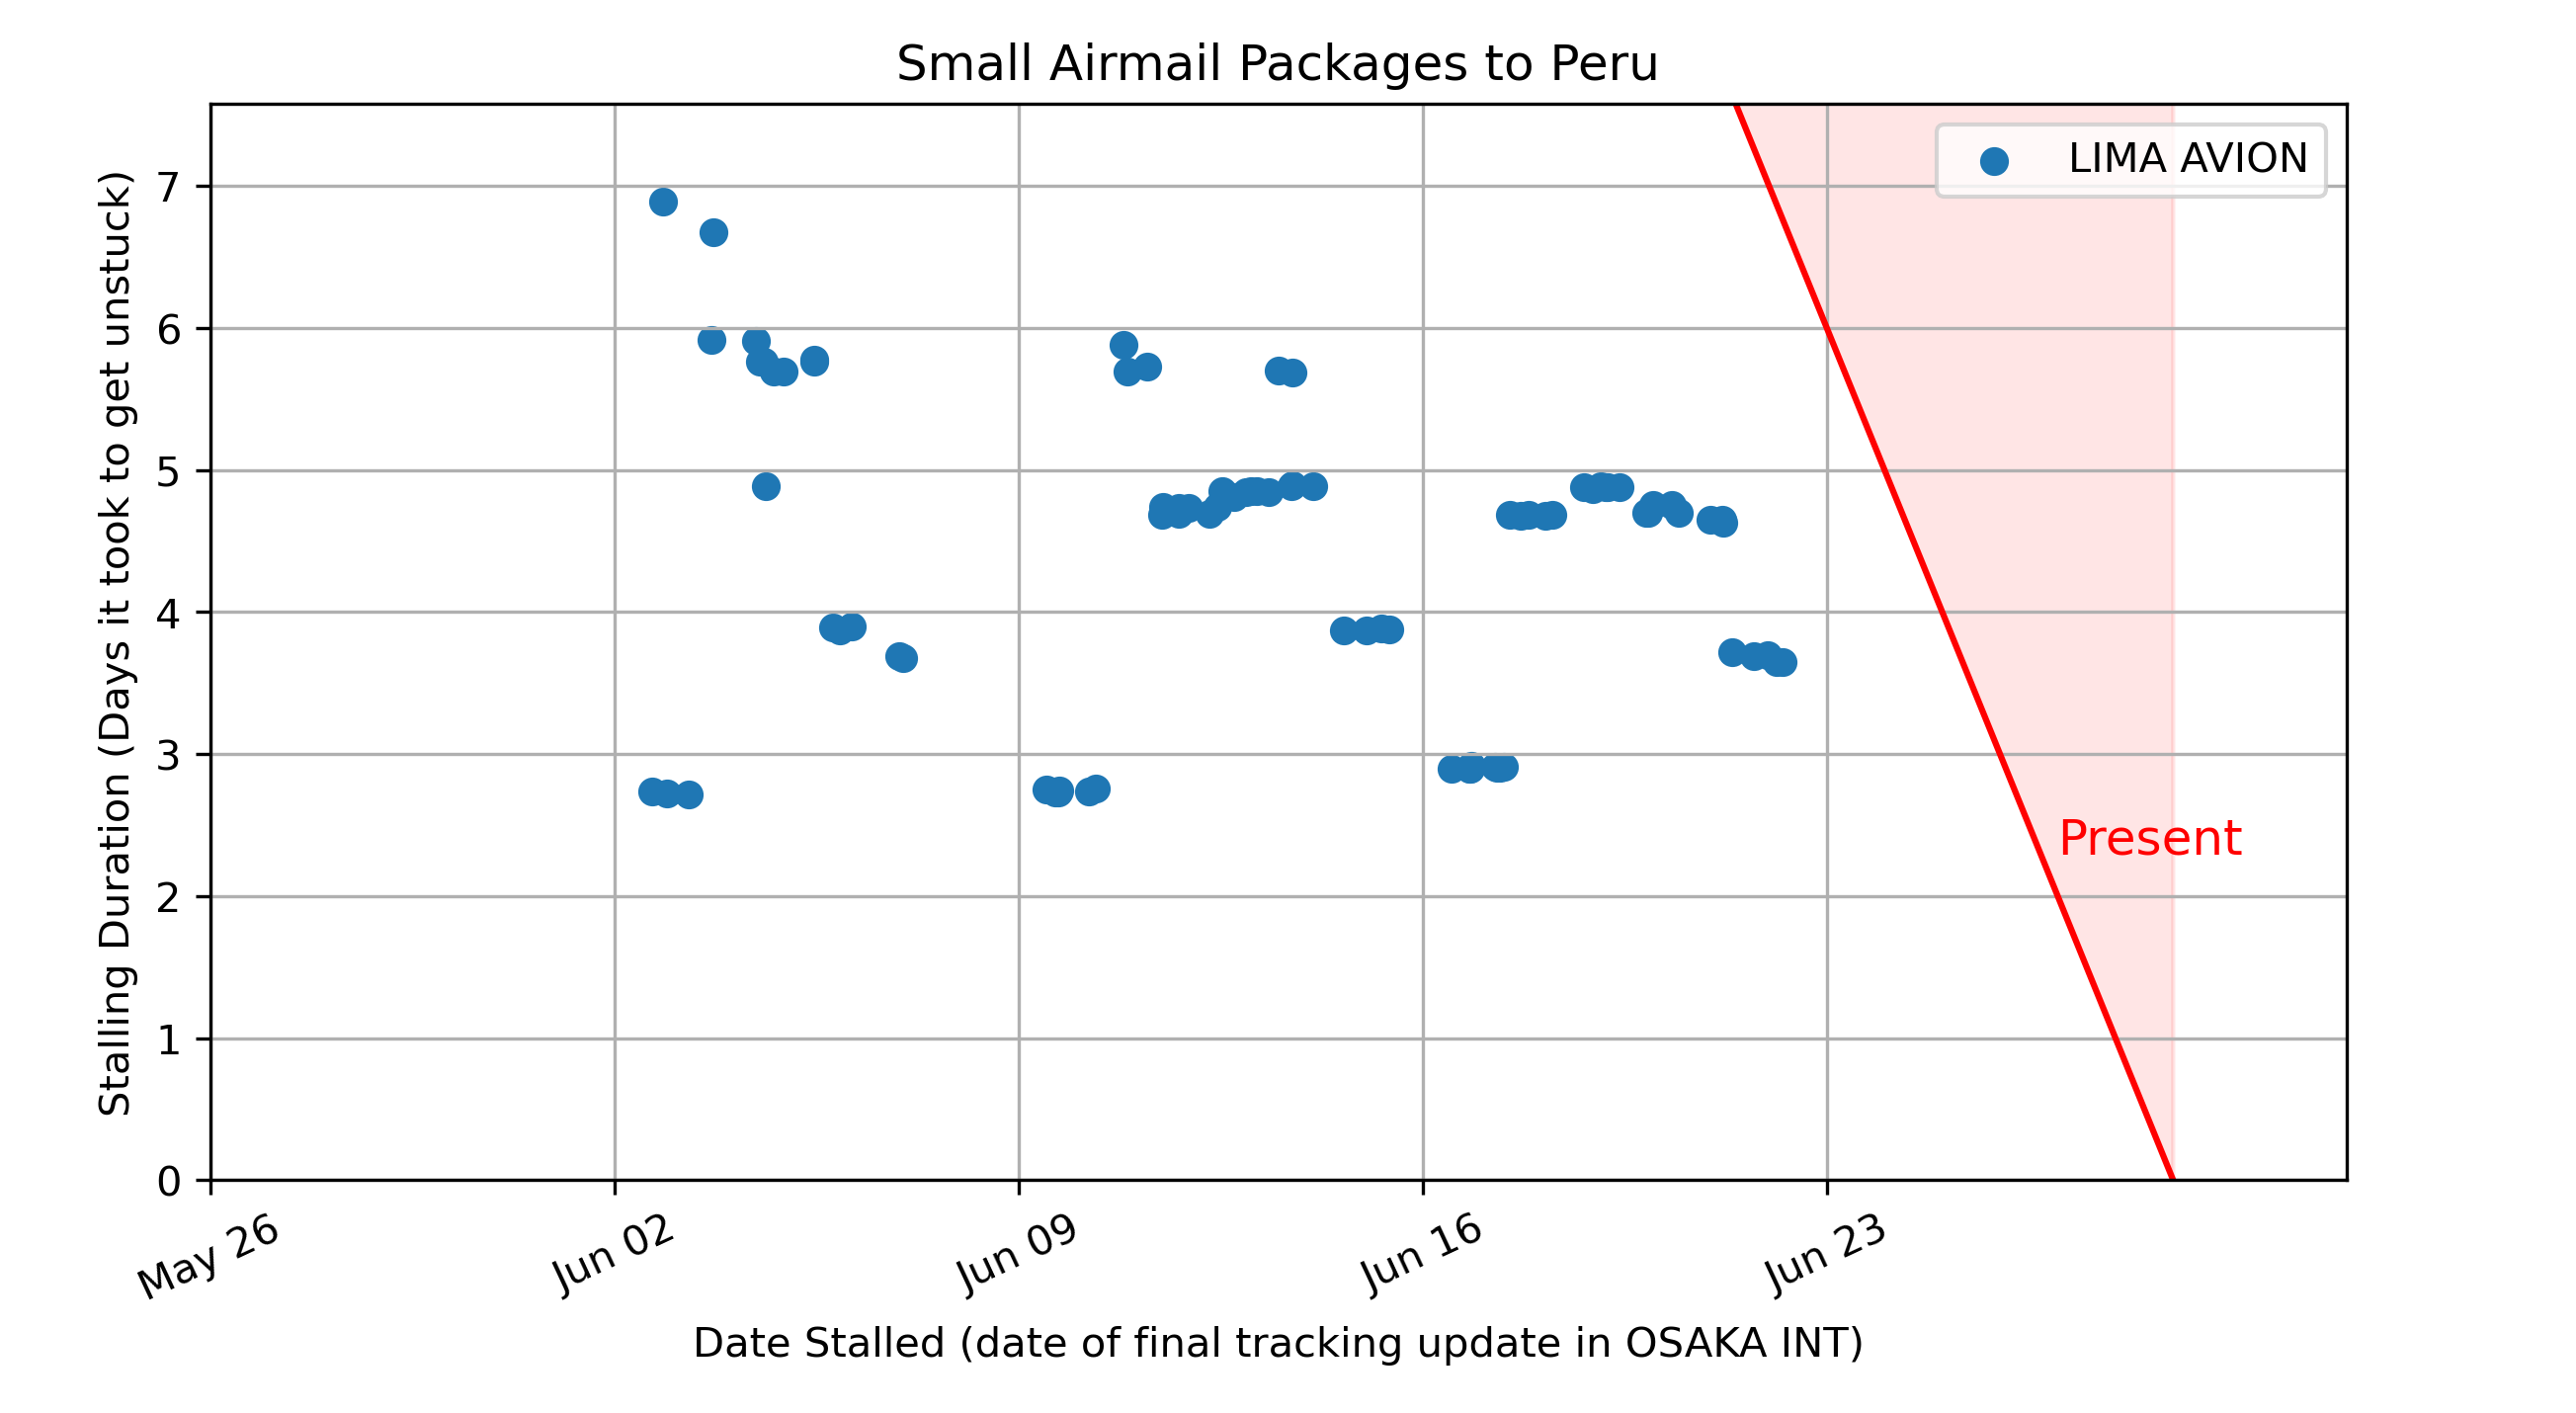 Small Airmail Packages to Peru
LIMA AVION
Stalling Duration (Days it took to get unstuck)
7
6
5
4
3
2
1
0
Present
May 26
Jun 02
Jun 09
Jun 16
Jun 23
Date Stalled (date of final tracking update in OSAKA INT)